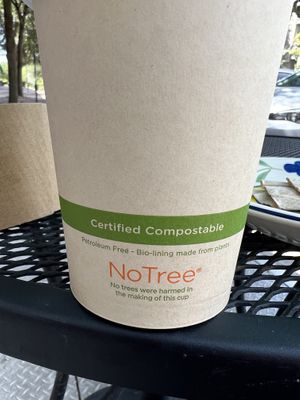 Certified Compostable
Petroleum Free - Bio-lining made from plants
NoTree®
No trees were harmed in
the making of this cup